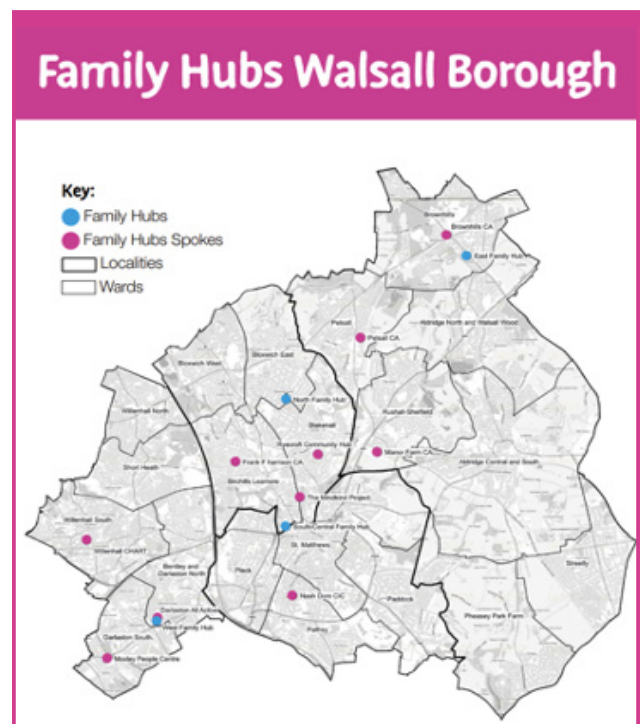 Family Hubs Walsall Borough
Key:
Family Hubs
Family Hubs Spokes
Localities
Wards
Brownhills
Brownhills CA
East Family Hub
Pelsall
Aldridge North and Walsall Wood
Pelsall CA
Bloxwich East
Bloxwich West
Willenhall North
North Family Hub
Rushall-Shelfield
Blakenall
Community Hub
Manor Farm CA
Frank F Harrison CA
Aldridge Central and South
Short Heath
Birchills Leamore
The Mindkind Project
Willenhall South
South/Central Family Hub
Willenhall CHART
St. Matthews
Streetly
Bentley and
Darlaston North
Pleck
Nash Dom CIC
Paddock
Darlaston All Active
Pheasey Park Farm
West Family Hub
Palfrey
Darlaston South
Moxley People Centre